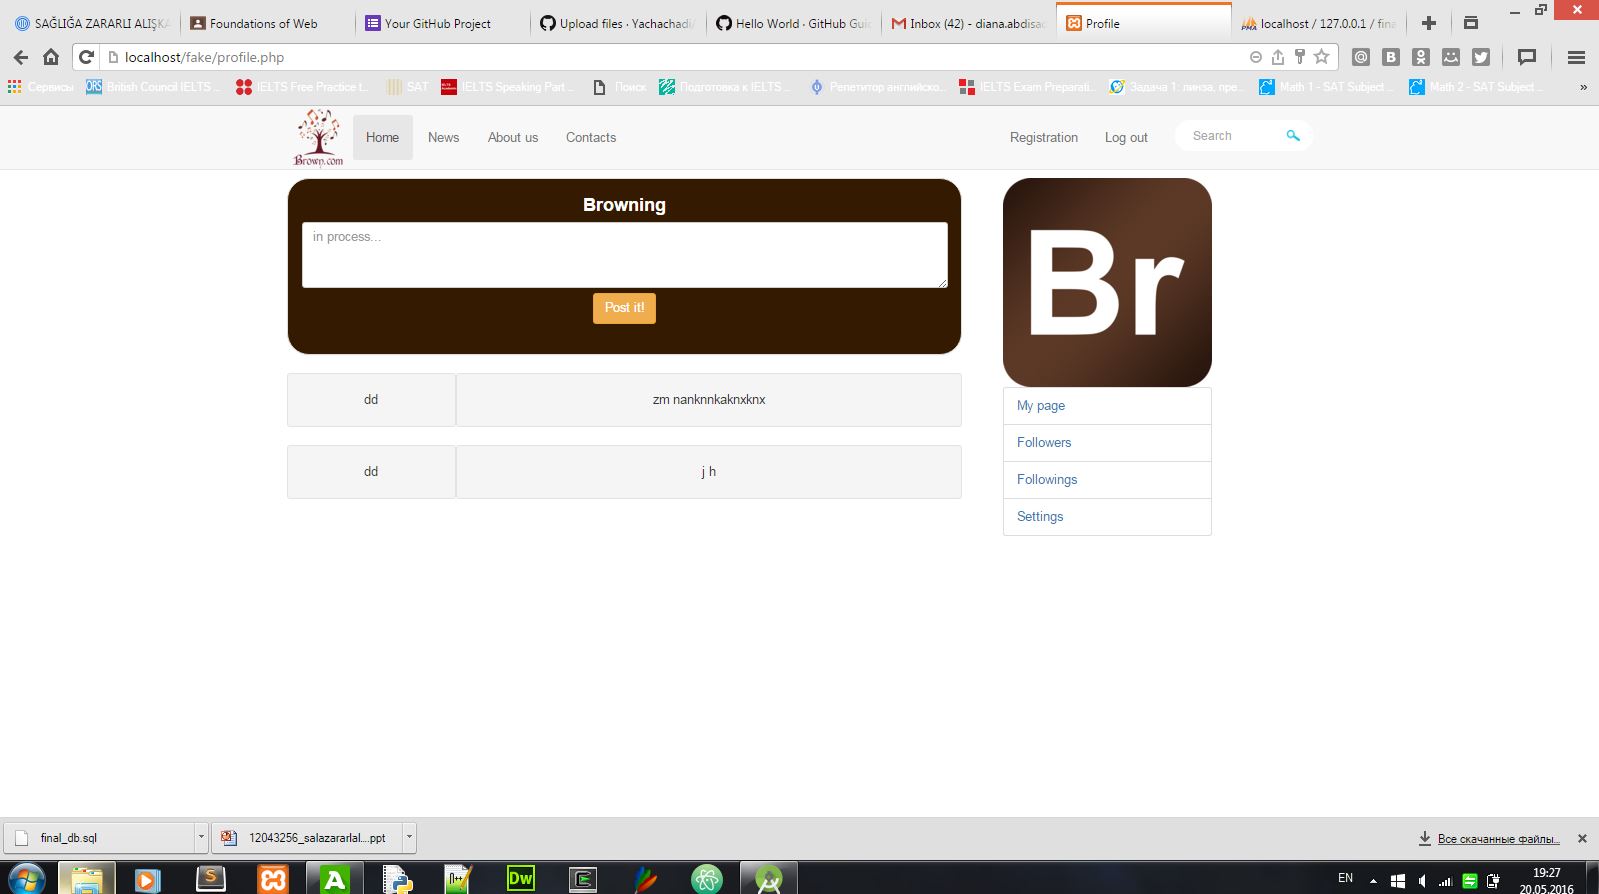 SAĞLIĞA ZARARLI ALIŞKA
Foundations of Web
Your GitHub Project
Upload files · Yachachadi/
Hello World · GitHub Guid
Inbox (42) - diana.abdisad
Profile
PMA
localhost / 127.0.0.1 / fina
localhost/fake/profile.php
Сервисы
ORS
British Council IELTS ...
IELTS Free Practice t...
SAT
IELTS Speaking Part ...
Поиск
Подготовка к IELTS ...
Репетитор английско...
IELTS Exam Preparati...
Задача 1: линза, пре...
Math 1 - SAT Subject ...
Math 2 - SAT Subject ...
»
Brown.com
Home
News
About us
Contacts
Registration
Log out
Search
Browning
in process...
Post it!
Br
dd
zm nanknnkaknxknx
dd
j h
My page
Followers
Followings
Settings
final_db.sql
12043256_salazararlal....ppt
Все скачанные файлы...
Dw
EN
19:27
20.05.2016